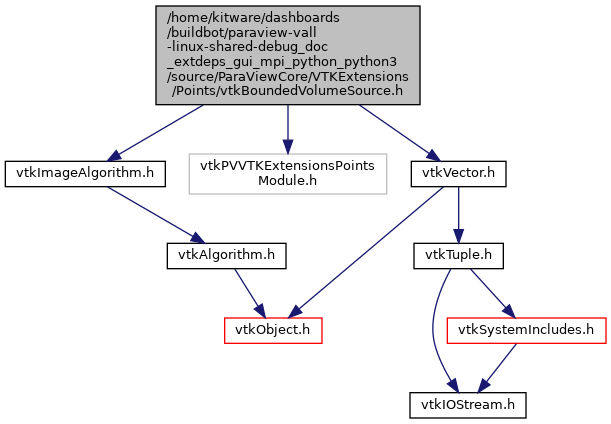 /home/kitware/dashboards
/buildbot/paraview-vall
-linux-shared-debug_doc
_extdeps_gui_mpi_python_python3
/source/ParaViewCore/VTKExtensions
/Points/vtkBoundedVolumeSource.h
vtkImageAlgorithm.h
vtkPVVTKExtensionsPoints
Module.h
vtkVector.h
vtkAlgorithm.h
vtkTuple.h
vtkObject.h
vtkSystemIncludes.h
vtkIOStream.h